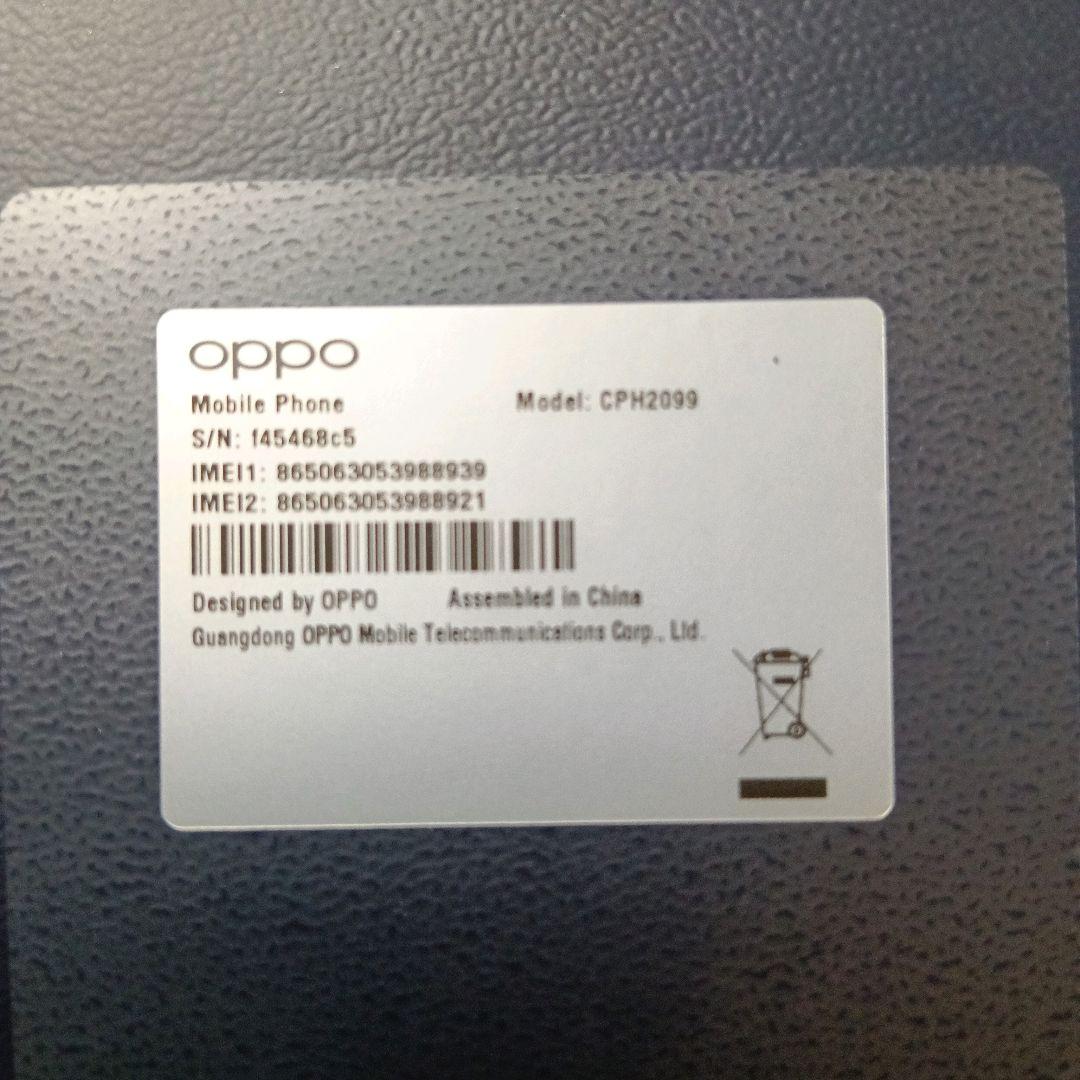 oppo
Mobile Phone Model: CPH2099
S/N: f45468c5
IMEI1: 865063053988939
IMEI2: 865063053988921
Designed by OPPO Assembled in China
Guangdong OPPO Mobile Telecommunications Corp., Ltd.